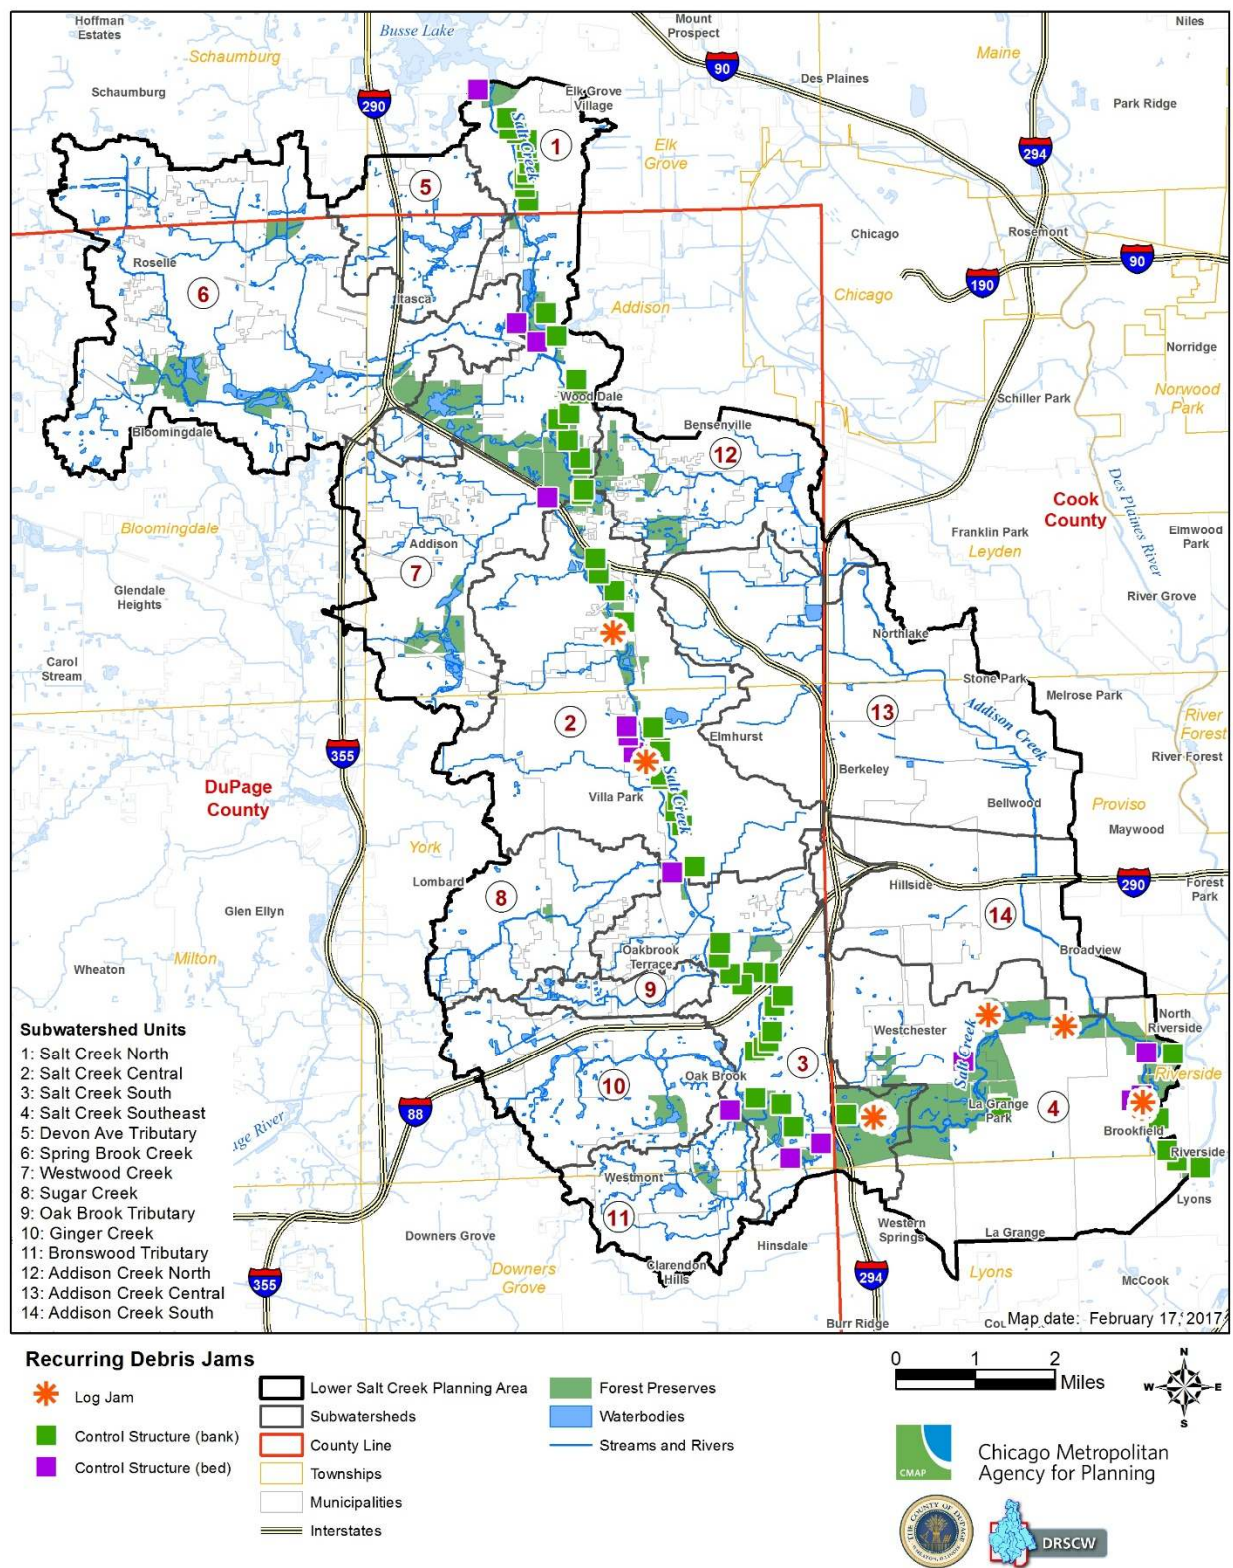 Hoffman
Estates
Busse Lake
Mount
Prospect
Niles
Schaumburg
Maine
90
Des Plaines
Schaumburg
290
Elk Grove
Village
Park Ridge
Salt Creek
1
Elk
Grove
294
5
Chicago
Rosemont
90
Roselle
190
6
Itasca
Addison
Chicago
Norridge
Wood Dale
Norwood
Park
Schiller Park
Bloomingdale
Bensenville
12
Des Plaines River
Cook
County
Bloomingdale
Franklin Park
Elmwood
Park
Addison
Leyden
7
Glendale
Heights
River Grove
Northlake
Carol
Stream
Stone Park
Melrose Park
13
Addison Creek
River
Forest
2
Elmhurst
355
River Forest
Berkeley
DuPage
County
Salt Creek
Villa Park
Bellwood
Proviso
Maywood
York
Lombard
Hillside
290
Forest
Park
8
Glen Ellyn
14
Broadview
Oakbrook
Terrace
Milton
Wheaton
9
Subwatershed Units
1: Salt Creek North
2: Salt Creek Central
3: Salt Creek South
4: Salt Creek Southeast
5: Devon Ave Tributary
6: Spring Brook Creek
7: Westwood Creek
8: Sugar Creek
9: Oak Brook Tributary
10: Ginger Creek
11: Bronswood Tributary
12: Addison Creek North
13: Addison Creek Central
14: Addison Creek South
North
Riverside
Westchester
Salt Creek
3
Oak Brook
Riverside
10
88
La Grange
Park
4
uge River
Brookfield
Riverside
Westmont
Lyons
11
Western
Springs
Downers Grove
Hinsdale
La Grange
Clarendon
Hills
Downers
Grove
355
294
Lyons
McCook
Burr Ridge
Cou
Map date: February 17, 2017
Recurring Debris Jams
Log Jam
Control Structure (bank)
Control Structure (bed)
Lower Salt Creek Planning Area
Subwatersheds
County Line
Townships
Municipalities
Interstates
Forest Preserves
Waterbodies
Streams and Rivers
0 1 2
Miles
N
W E
S
CMAP
Chicago Metropolitan
Agency for Planning
THE COUNTY OF DUPAGE
DRSCW